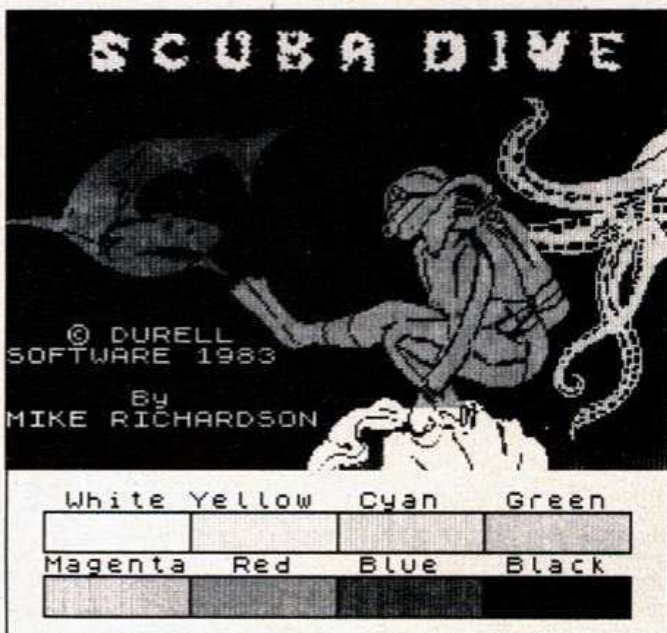 SCUBA DIVE
© DURELL
SOFTWARE 1983
By
MIKE RICHARDSON
White Yellow Cyan Green
Magenta Red Blue Black